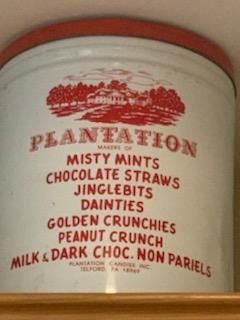 PLANTATION
MAKERS OF
MISTY MINTS
CHOCOLATE STRAWS
JINGLEBITS
DAINTIES
GOLDEN CRUNCHIES
PEANUT CRUNCH
MILK & DARK CHOC. NON PARIELS
PLANTATION CANDIES INC.
TELFORD, PA 18969